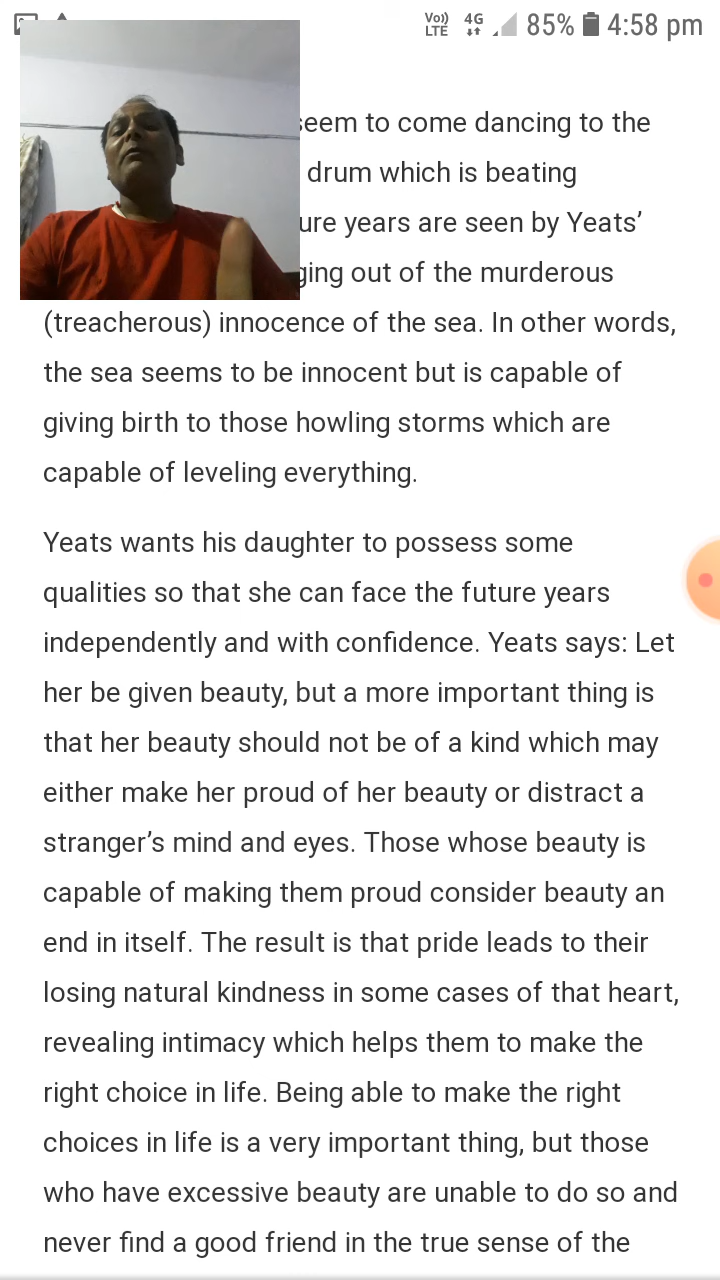 Vo)) LTE 4G 85% 4:58 pm
seem to come dancing to the
drum which is beating
ure years are seen by Yeats’
ging out of the murderous
(treacherous) innocence of the sea. In other words,
the sea seems to be innocent but is capable of
giving birth to those howling storms which are
capable of leveling everything.
Yeats wants his daughter to possess some
qualities so that she can face the future years
independently and with confidence. Yeats says: Let
her be given beauty, but a more important thing is
that her beauty should not be of a kind which may
either make her proud of her beauty or distract a
stranger’s mind and eyes. Those whose beauty is
capable of making them proud consider beauty an
end in itself. The result is that pride leads to their
losing natural kindness in some cases of that heart,
revealing intimacy which helps them to make the
right choice in life. Being able to make the right
choices in life is a very important thing, but those
who have excessive beauty are unable to do so and
never find a good friend in the true sense of the